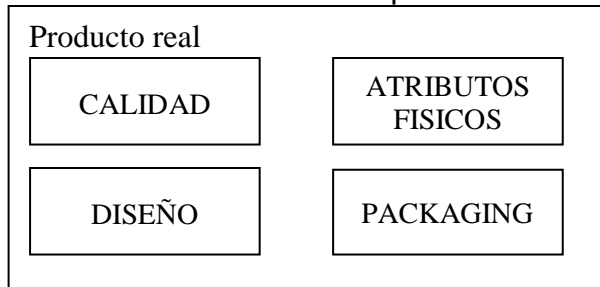 Producto real
CALIDAD
ATRIBUTOS
FISICOS
DISEÑO
PACKAGING